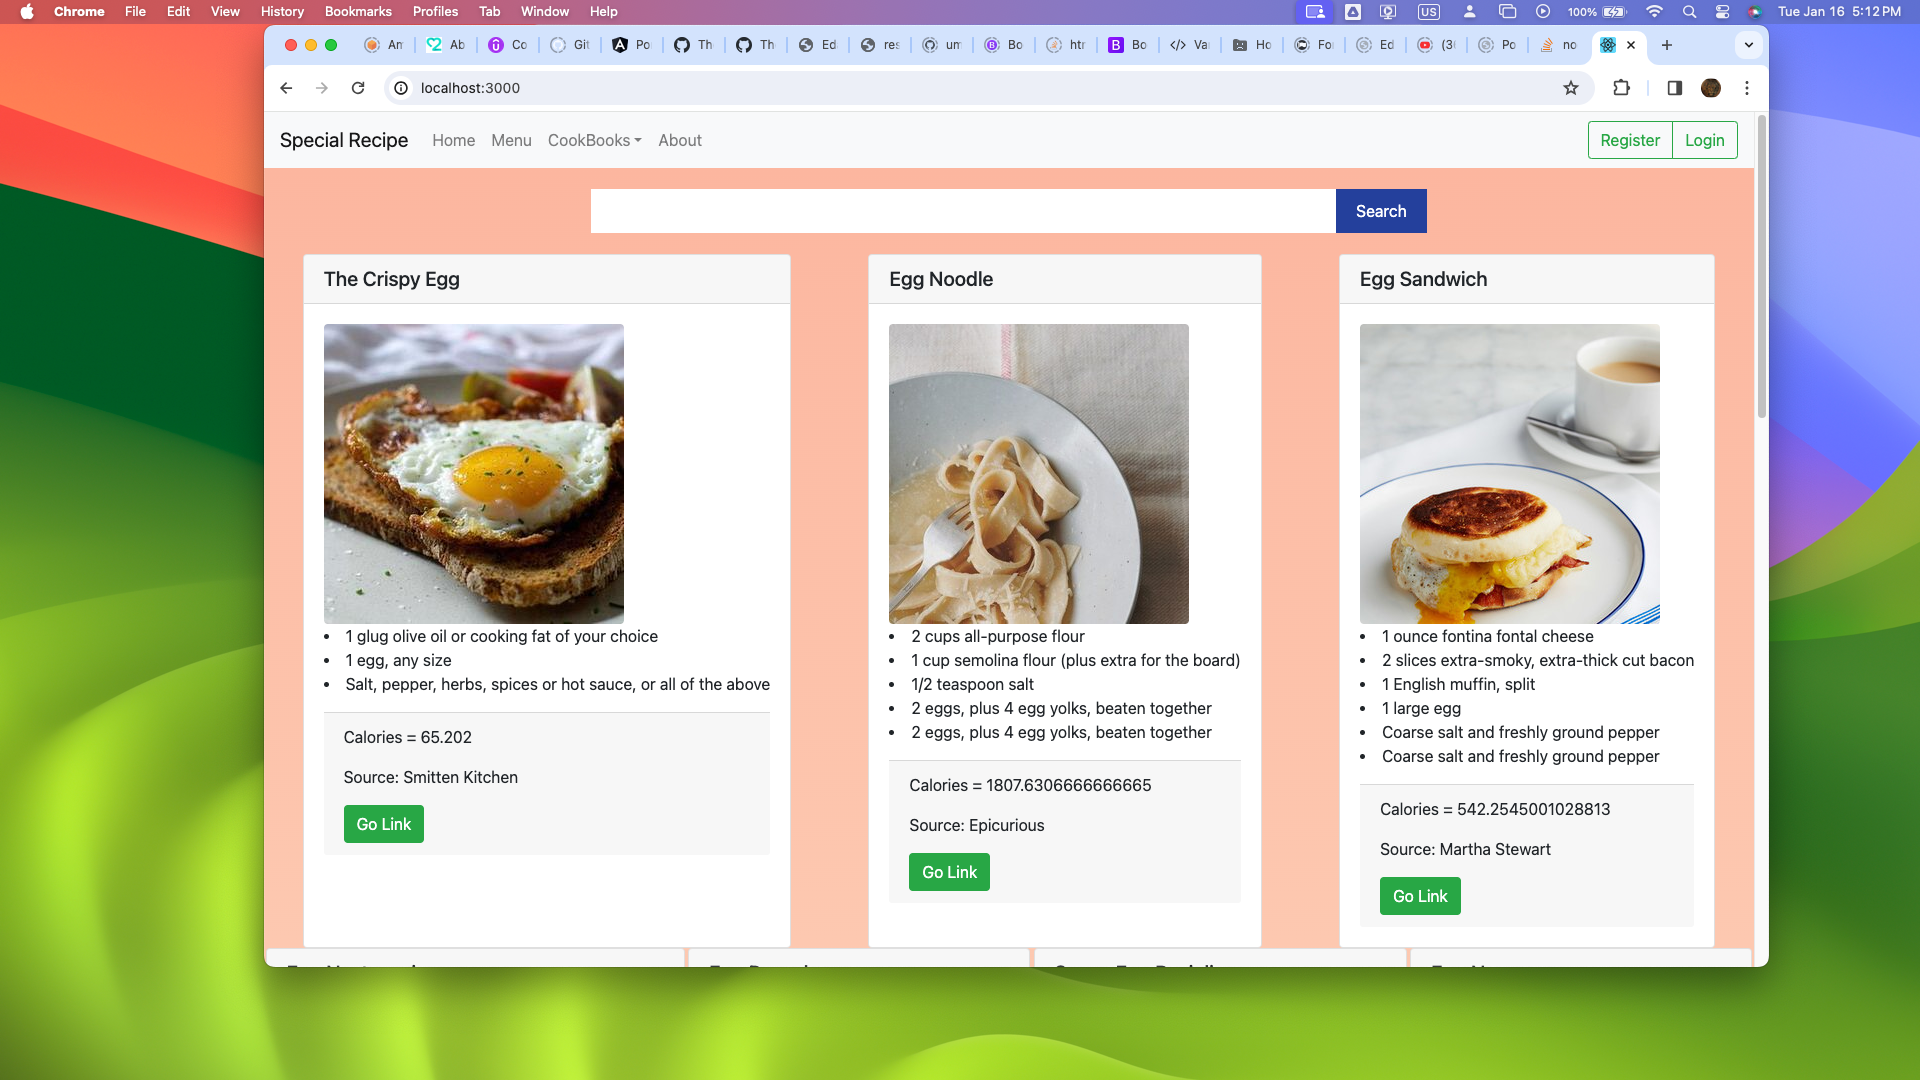 Chrome File Edit View History Bookmarks Profiles Tab Window Help US 100% Tue Jan 16 5:12 PM
Am Ab Co Git Po Th Th Ed res um Bo htr B Bo Va Ho Fo Ed (3 Po no
localhost:3000
Special Recipe Home Menu CookBooks About Register Login
Search
The Crispy Egg
1 glug olive oil or cooking fat of your choice
1 egg, any size
Salt, pepper, herbs, spices or hot sauce, or all of the above
Calories = 65.202
Source: Smitten Kitchen
Go Link
Egg Noodle
2 cups all-purpose flour
1 cup semolina flour (plus extra for the board)
1/2 teaspoon salt
2 eggs, plus 4 egg yolks, beaten together
2 eggs, plus 4 egg yolks, beaten together
Calories = 1807.6306666666665
Source: Epicurious
Go Link
Egg Sandwich
1 ounce fontina fontal cheese
2 slices extra-smoky, extra-thick cut bacon
1 English muffin, split
1 large egg
Coarse salt and freshly ground pepper
Coarse salt and freshly ground pepper
Calories = 542.2545001028813
Source: Martha Stewart
Go Link